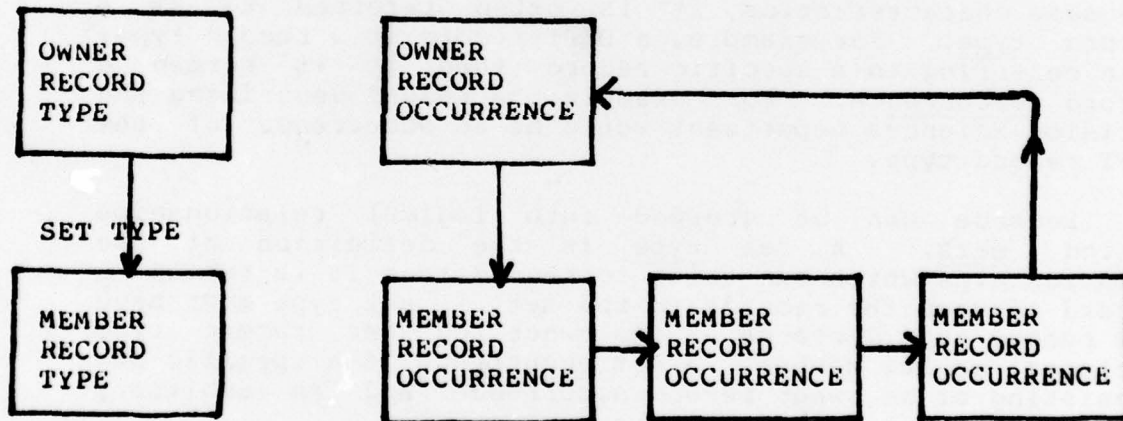 OWNER
RECORD
TYPE
OWNER
RECORD
OCCURRENCE
SET TYPE
MEMBER
RECORD
TYPE
MEMBER
RECORD
OCCURRENCE
MEMBER
RECORD
OCCURRENCE
MEMBER
RECORD
OCCURRENCE